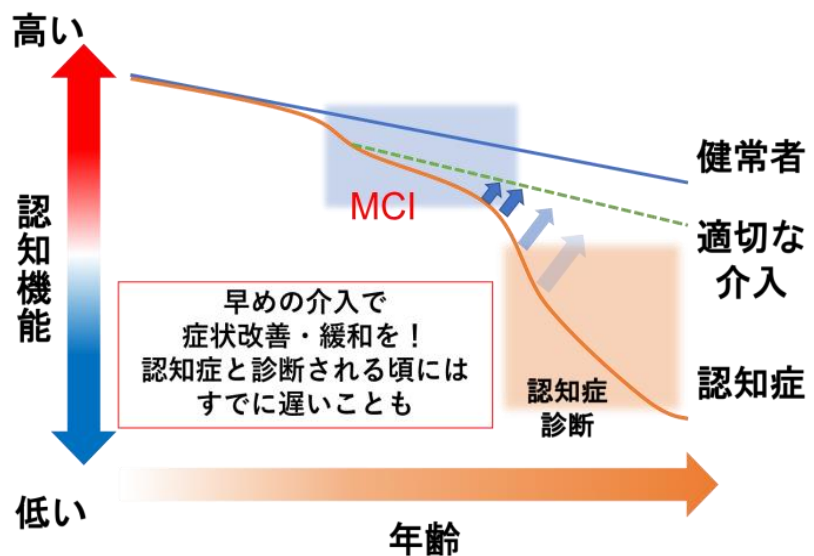 高い
認知機能
低い
MCI
早めの介入で
症状改善・緩和を！
認知症と診断される頃には
すでに遅いことも
認知症
診断
健常者
適切な
介入
認知症
年齢